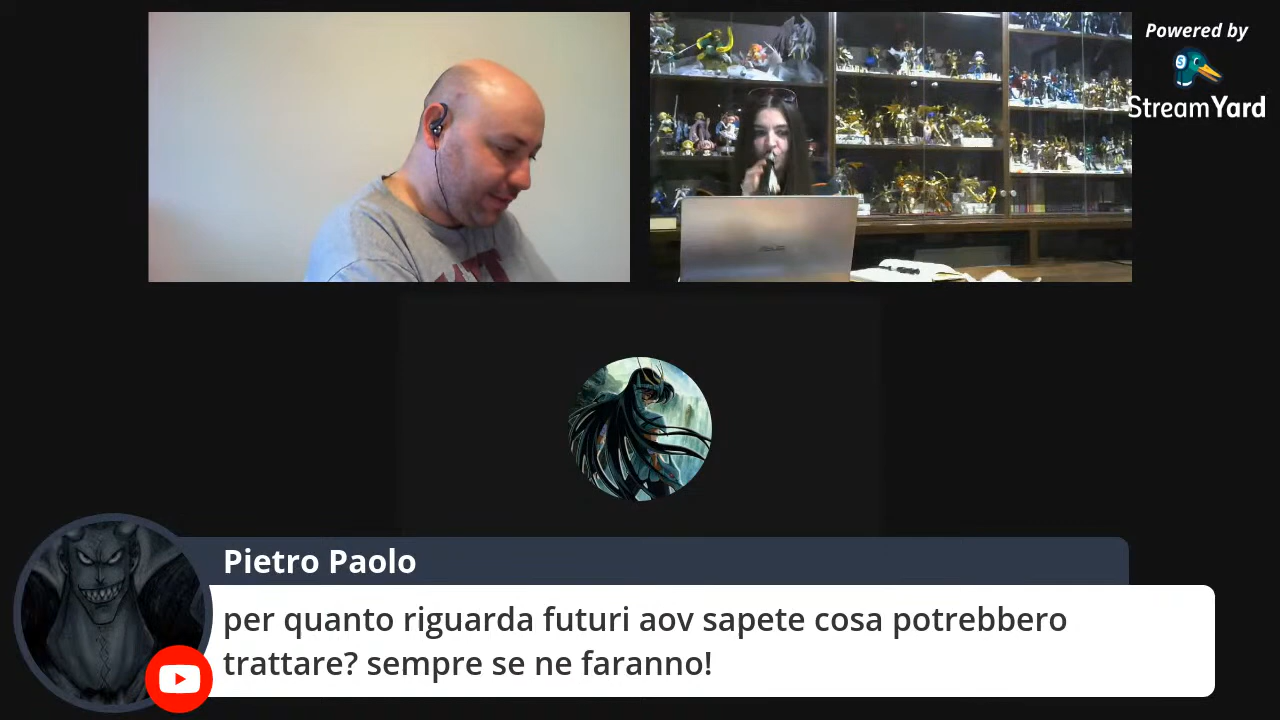 Powered by
StreamYard
Pietro Paolo
per quanto riguarda futuri aov sapete cosa potrebbero
trattare? sempre se ne faranno!